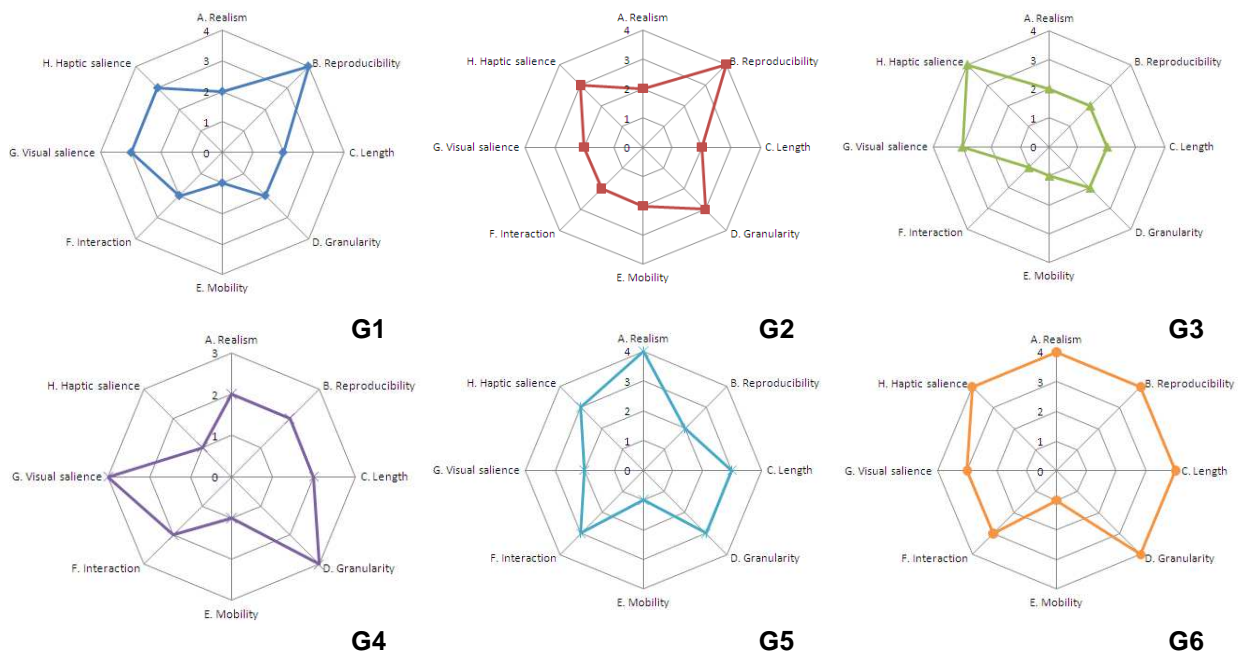 A. Realism
4
3
2
1
0
B. Reproducibility
C. Length
D. Granularity
E. Mobility
F. Interaction
G. Visual salience
H. Haptic salience
G1
A. Realism
4
3
2
1
0
B. Reproducibility
C. Length
D. Granularity
E. Mobility
F. Interaction
G. Visual salience
H. Haptic salience
G2
A. Realism
4
3
2
1
0
B. Reproducibility
C. Length
D. Granularity
E. Mobility
F. Interaction
G. Visual salience
H. Haptic salience
G3
A. Realism
3
2
1
0
B. Reproducibility
C. Length
D. Granularity
E. Mobility
F. Interaction
G. Visual salience
H. Haptic salience
G4
A. Realism
4
3
2
1
0
B. Reproducibility
C. Length
D. Granularity
E. Mobility
F. Interaction
G. Visual salience
H. Haptic salience
G5
A. Realism
4
3
2
1
0
B. Reproducibility
C. Length
D. Granularity
E. Mobility
F. Interaction
G. Visual salience
H. Haptic salience
G6